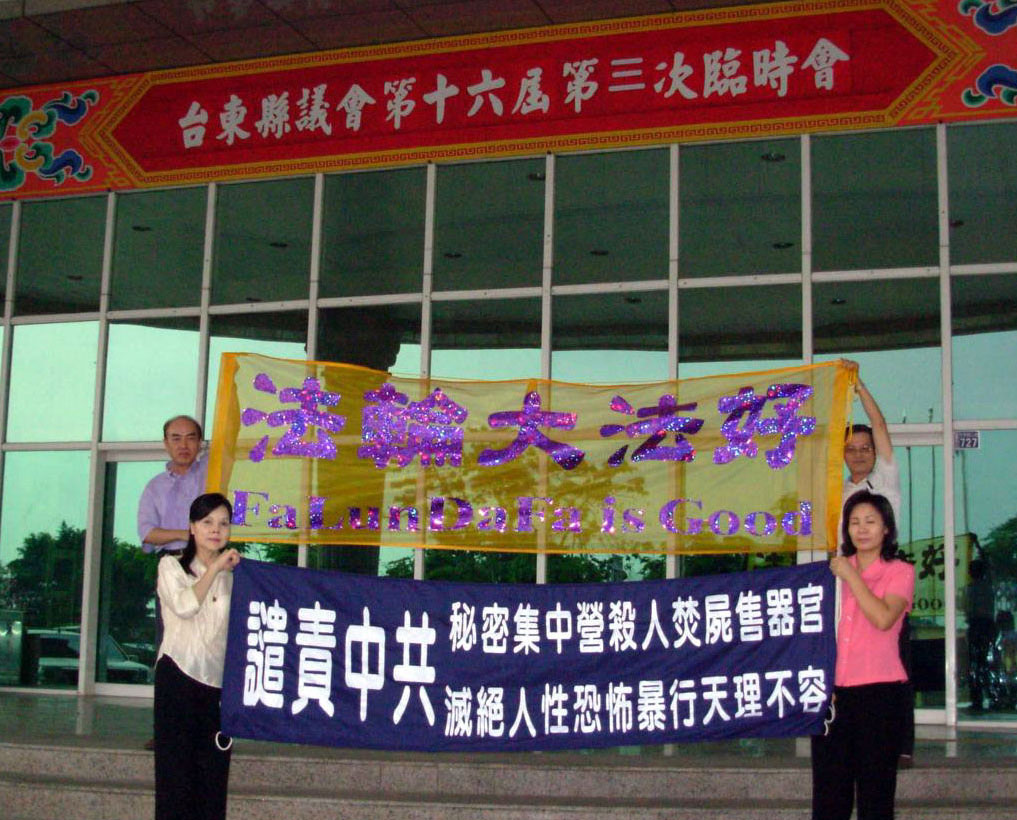 台東縣議會第十六屆第三次臨時會
法輪大法好
FaLunDaFa is Good
譴責中共
秘密集中營殺人焚屍售器官
滅絕人性恐怖暴行天理不容
727